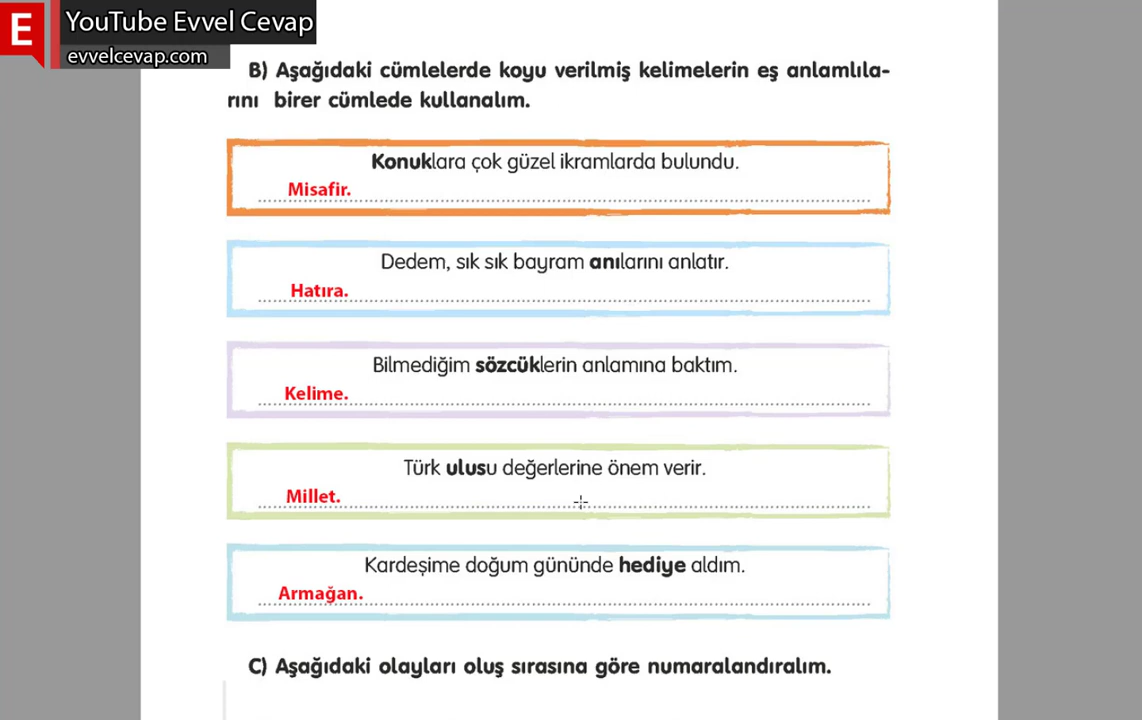 E
YouTube Evvel Cevap
evvelcevap.com
B) Aşağıdaki cümlelerde koyu verilmiş kelimelerin eş anlamlıla-
rını birer cümlede kullanalım.
Konuklara çok güzel ikramlarda bulundu.
Misafir.
Dedem, sık sık bayram anılarını anlatır.
Hatıra.
Bilmediğim sözcüklerin anlamına baktım.
Kelime.
Türk ulusu değerlerine önem verir.
Millet.
Kardeşime doğum gününde hediye aldım.
Armağan.
C) Aşağıdaki olayları oluş sırasına göre numaralandıralım.